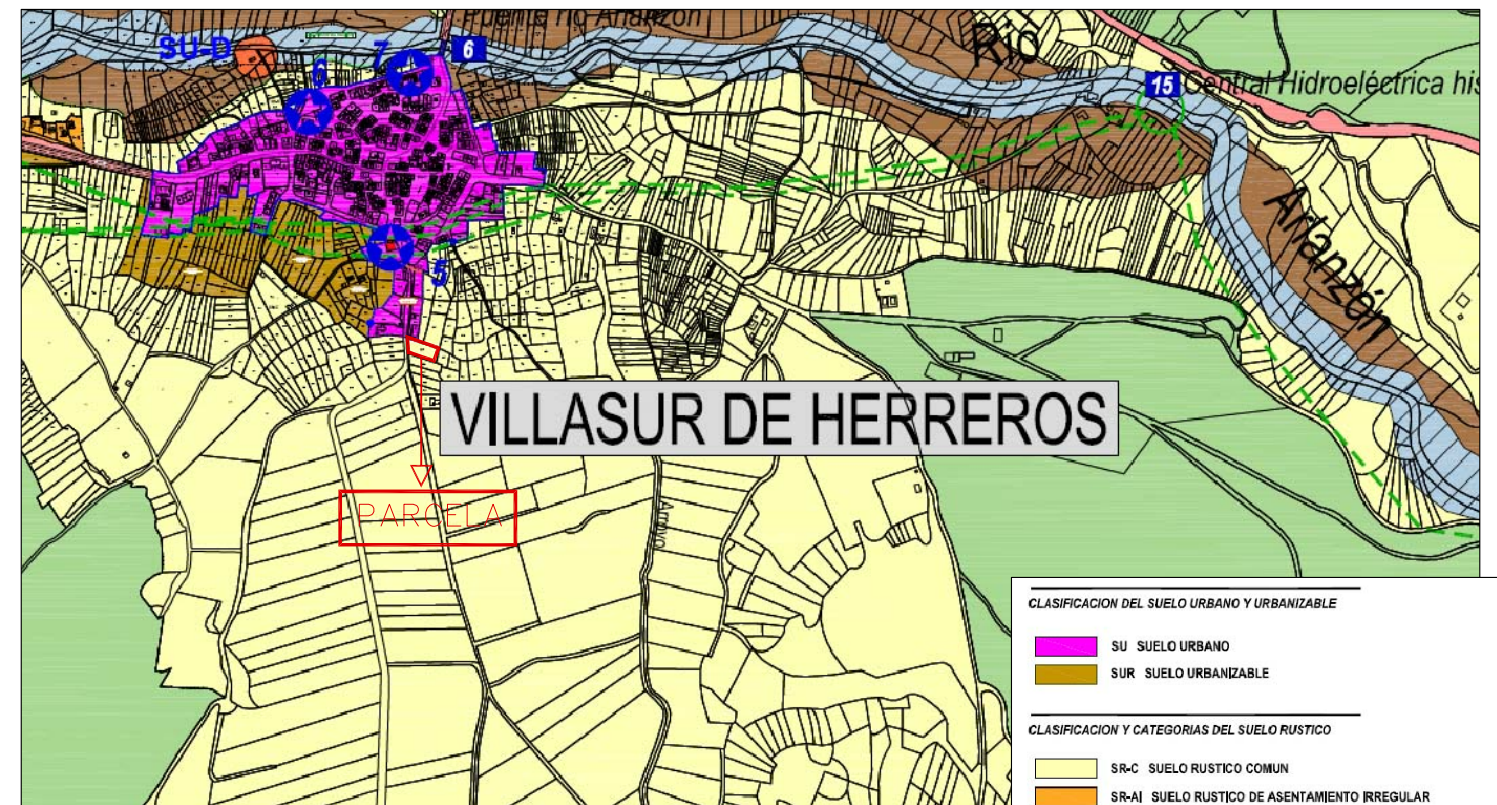 Puente río Arlanzón
SU-D
6
7
6
Río
15
Central Hidroeléctrica his
Arlanzón
5
VILLASUR DE HERREROS
PARCELA
Arroyo
CLASIFICACION DEL SUELO URBANO Y URBANIZABLE
SU SUELO URBANO
SUR SUELO URBANIZABLE
CLASIFICACION Y CATEGORIAS DEL SUELO RUSTICO
SR-C SUELO RUSTICO COMUN
SR-AI SUELO RUSTICO DE ASENTAMIENTO IRREGULAR